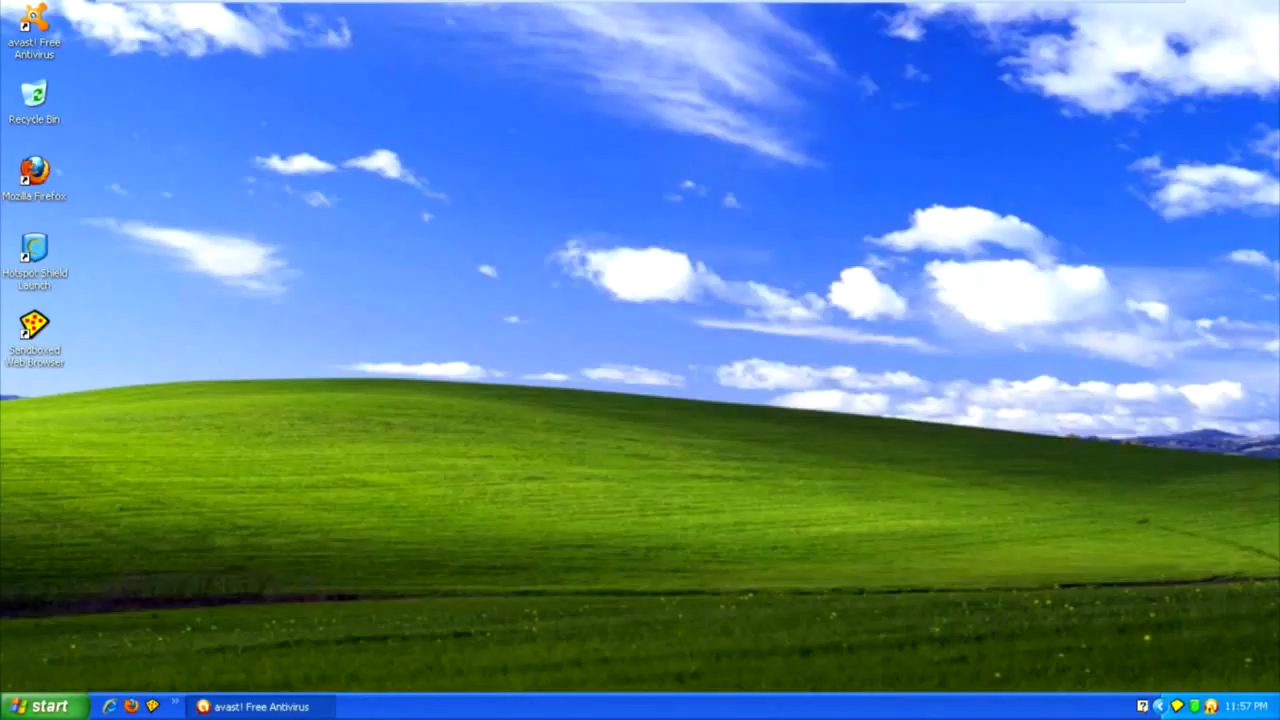 avast! Free
Antivirus
Recycle Bin
Mozilla Firefox
Hotspot Shield
Launch
Sandboxed
Web Browser
start
avast! Free Antivirus
11:57 PM